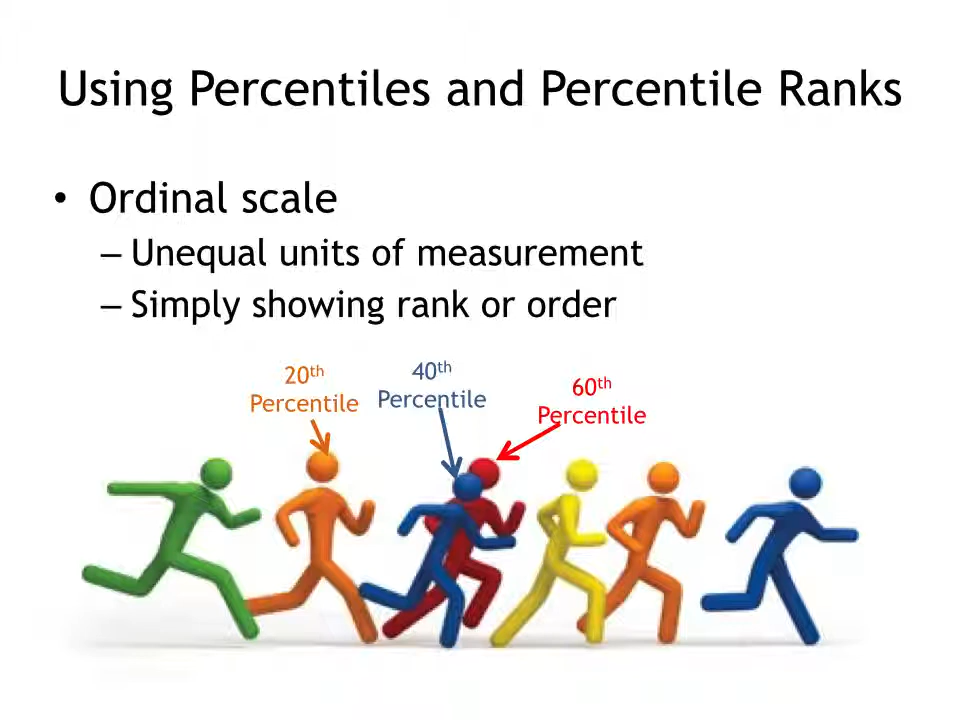 Using Percentiles and Percentile Ranks
• Ordinal scale
– Unequal units of measurement
– Simply showing rank or order
20th
Percentile
40th
Percentile
60th
Percentile